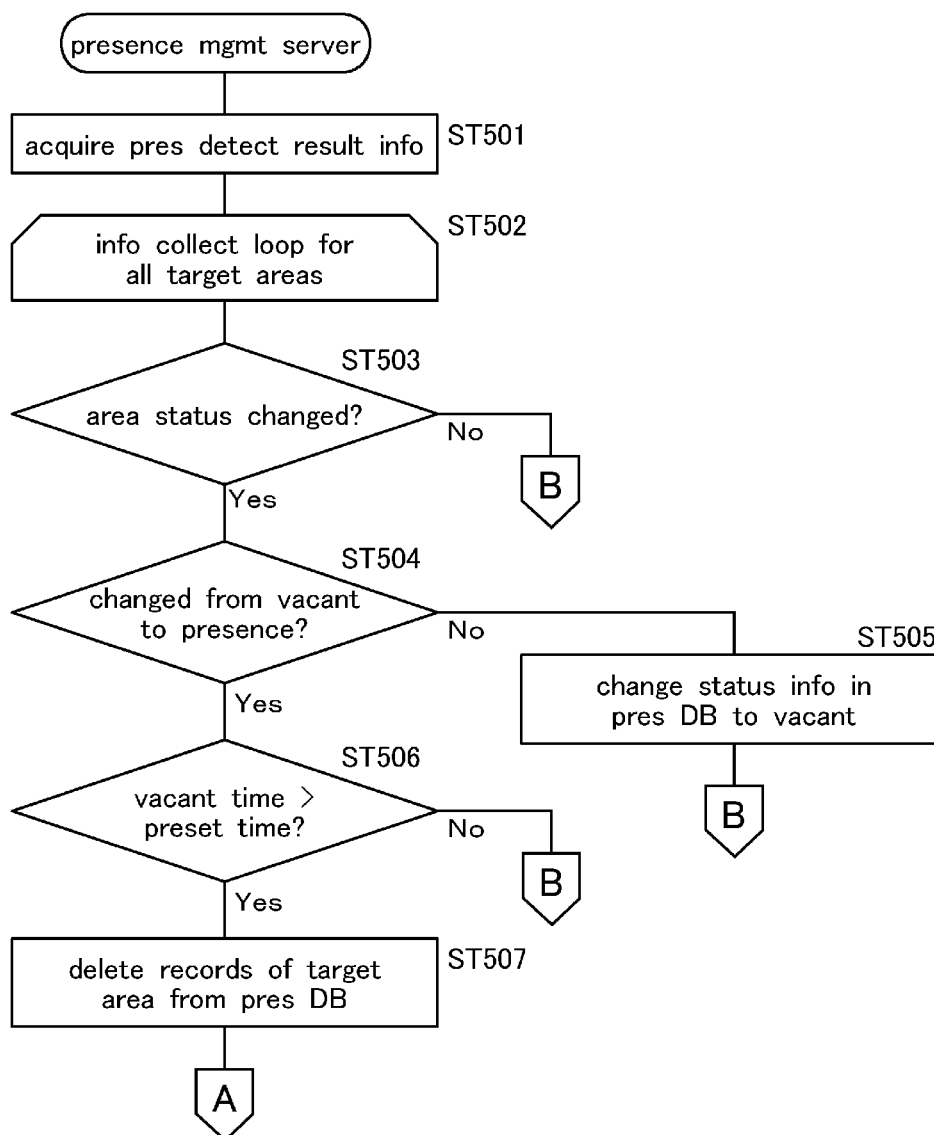 presence mgmt server
acquire pres detect result info
ST501
info collect loop for
all target areas
ST502
ST503
area status changed?
No
B
Yes
ST504
changed from vacant
to presence?
No
ST505
change status info in
pres DB to vacant
B
Yes
ST506
vacant time >
preset time?
No
B
Yes
delete records of target
area from pres DB
ST507
A